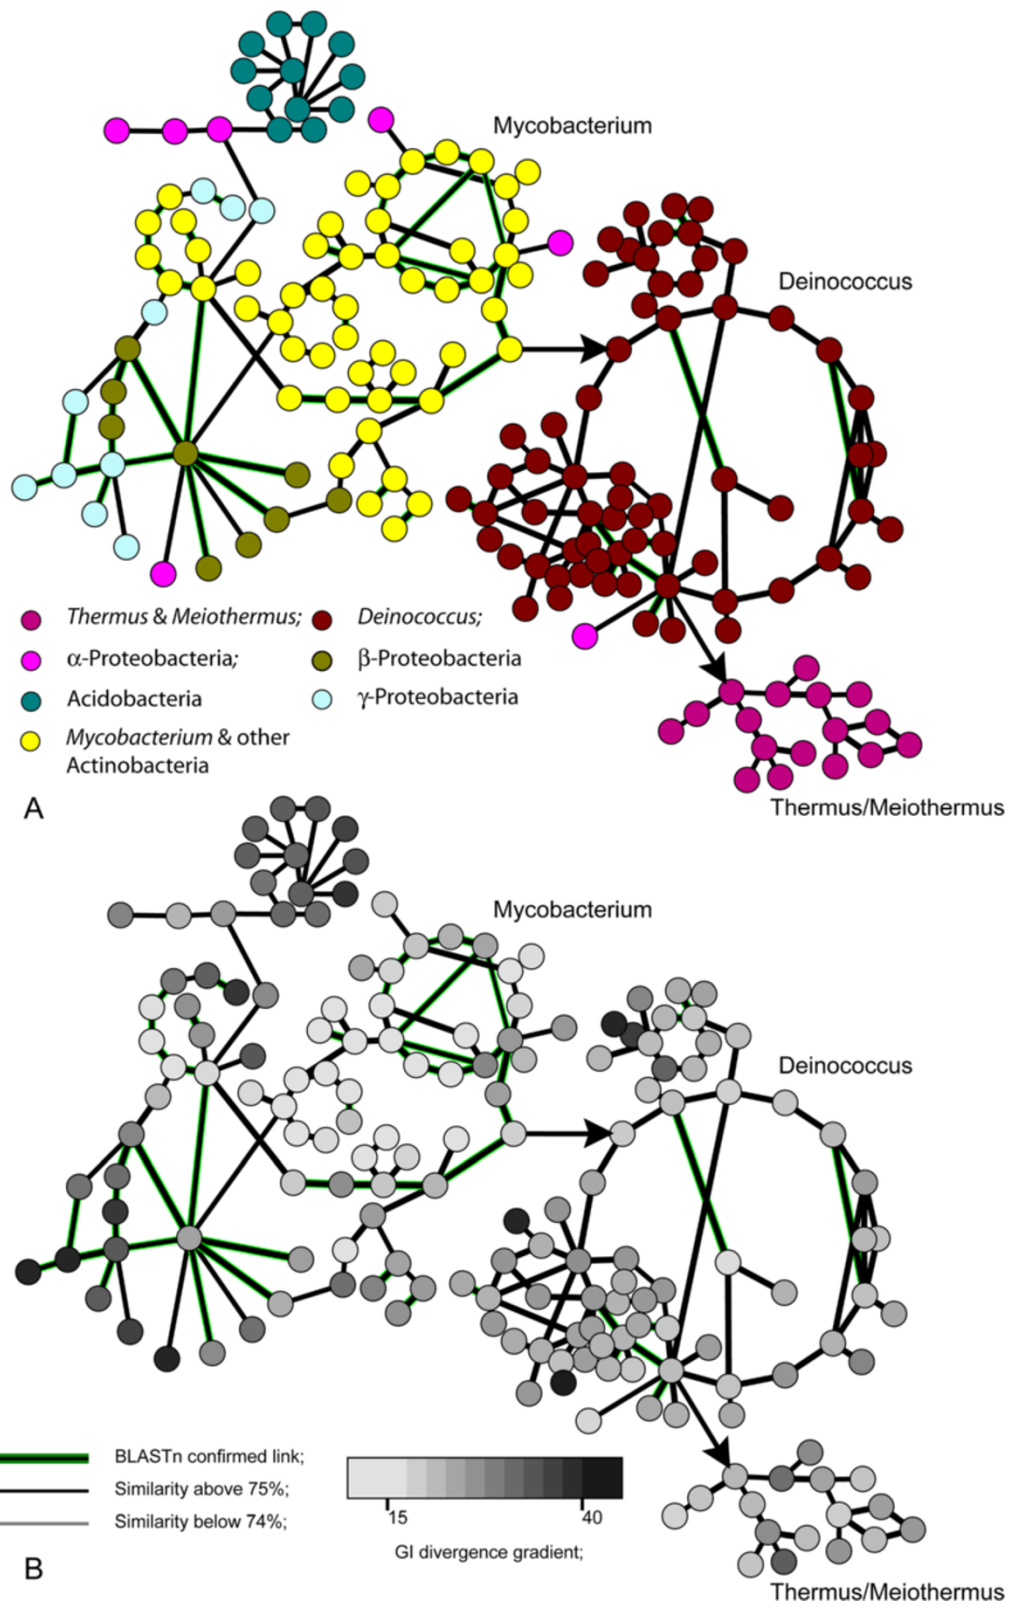 Mycobacterium
Deinococcus
Thermus & Meiothermus;
Deinococcus;
α-Proteobacteria;
β-Proteobacteria
Acidobacteria
γ-Proteobacteria
Mycobacterium & other
Actinobacteria
Thermus/Meiothermus
A
Mycobacterium
Deinococcus
BLASTn confirmed link;
Similarity above 75%;
Similarity below 74%;
15
40
GI divergence gradient;
B
Thermus/Meiothermus